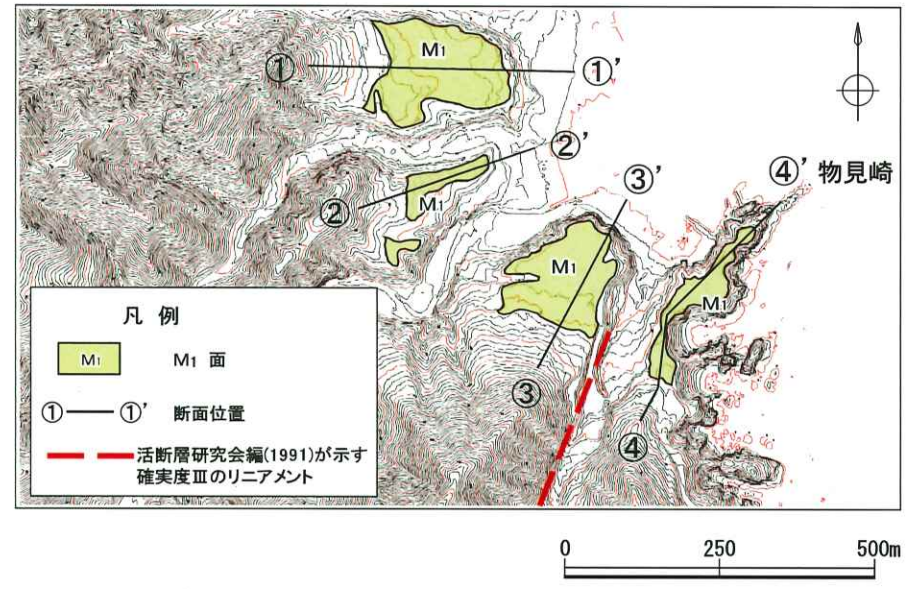 M1
① ①’
②’
② M1
③’
④’ 物見崎
M1
M1
③
④
凡 例
M1 M1 面
① ①’ 断面位置
活断層研究会編(1991)が示す
確実度Ⅲのリニアメント
0 250 500m